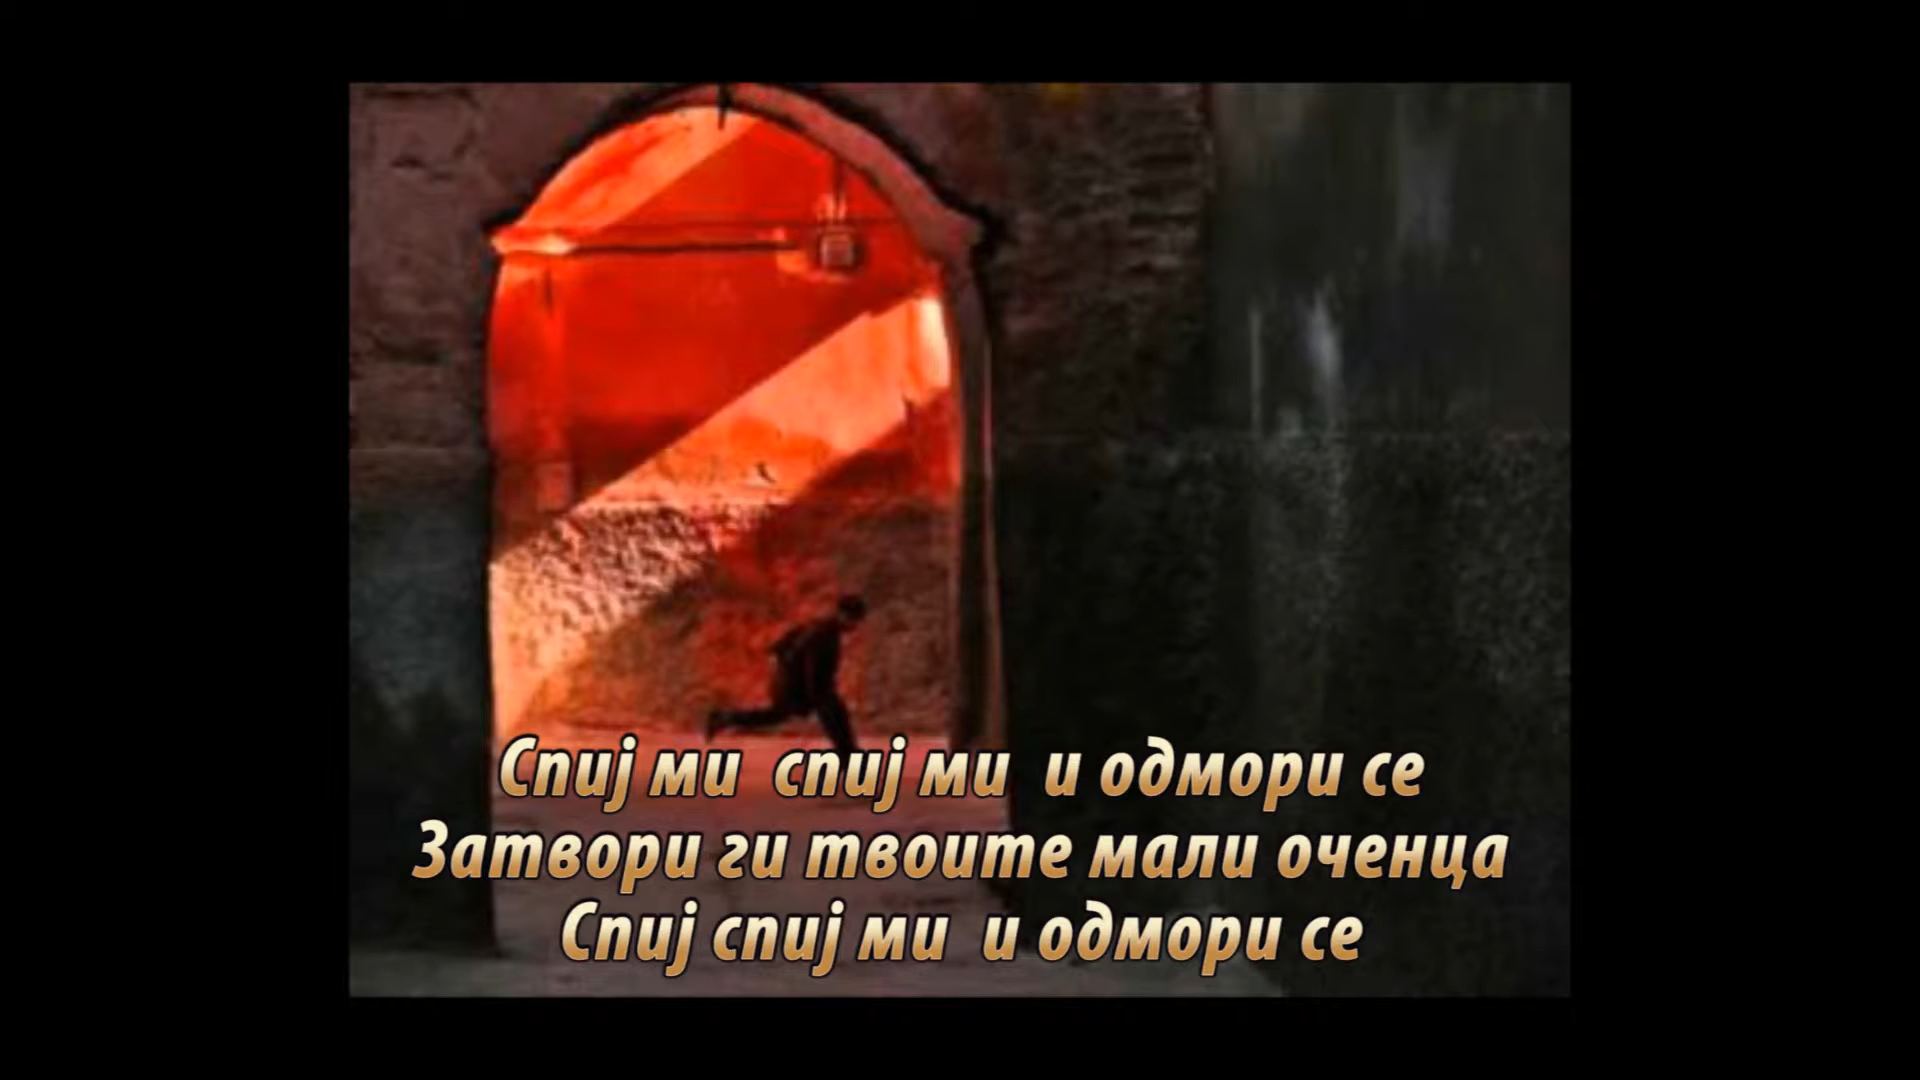 Спиј ми спиј ми и одмори се
Затвори ги твоите мали оченца
Спиј спиј ми и одмори се